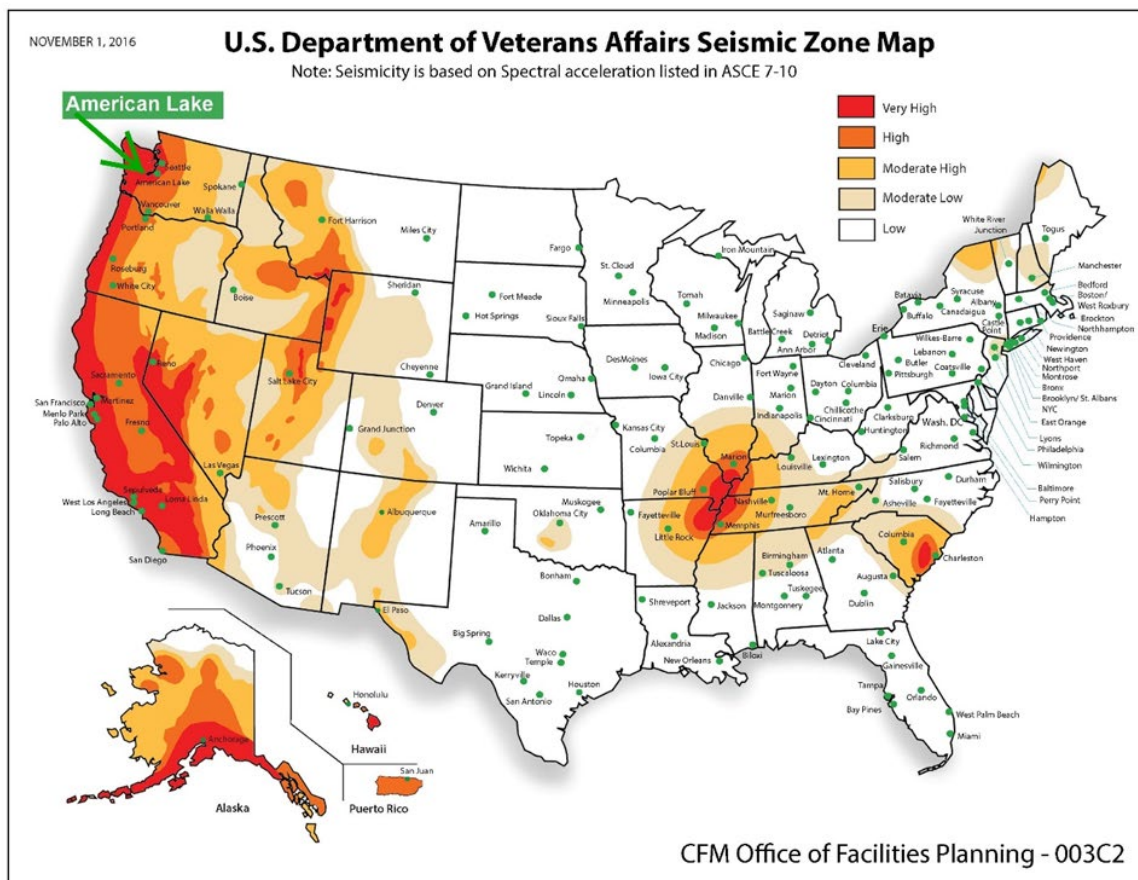 NOVEMBER 1, 2016
U.S. Department of Veterans Affairs Seismic Zone Map
Note: Seismicity is based on Spectral acceleration listed in ASCE 7-10
American Lake
Very High
High
Moderate High
Moderate Low
Low
Seattle
American Lake
Spokane
Vancouver
Walla Walla
Portland
Roseburg
White City
Boise
Fort Harrison
Miles City
Sheridan
Cheyenne
Fargo
Fort Meade
Hot Springs
Sioux Falls
St. Cloud
Minneapolis
Iron Mountain
Tomah
Milwaukee
Madison
Saginaw
Battle Creek
Detriot
Ann Arbor
Chicago
DesMoines
Iowa City
Grand Island
Omaha
Lincoln
Reno
Sacramento
San Francisco
Martinez
Menlo Park
Palo Alto
Fresno
Las Vegas
Salt Lake City
Grand Junction
Denver
Sepulveda
West Los Angeles
Loma Linda
Long Beach
San Diego
Prescott
Phoenix
Tucson
Albuquerque
El Paso
Amarillo
Topeka
Wichita
Kansas City
Columbia
St.Louis
Marion
Poplar Bluff
Muskogee
Oklahoma City
Fayetteville
Little Rock
Memphis
Nashville
Murfreesboro
Mt. Home
Danville
Fort Wayne
Marion
Indianapolis
Dayton
Columbia
Chillicothe
Cincinnati
Cleveland
Erie
Butler
Pittsburgh
Clarksburg
Huntington
Louisville
Lexington
Salem
Wash. DC
Richmond
Durham
Salisbury
Asheville
Fayetteville
Columbia
Charleston
Augusta
Atlanta
Dublin
Birmingham
Tuscaloosa
Tuskegee
Montgomery
Jackson
Shreveport
Alexandria
New Orleans
Biloxi
Bonham
Dallas
Big Spring
Waco
Temple
Kerryville
San Antonio
Houston
Lake City
Gainesville
Tampa
Orlando
Bay Pines
West Palm Beach
Miami
White River
Junction
Togus
Manchester
Bedford
Boston/
West Roxbury
Brockton
Northhampton
Providence
Newington
West Haven
Northport
Montrose
Bronx
Brooklyn/ St. Albans
NYC
East Orange
Lyons
Philadelphia
Wilmington
Baltimore
Perry Point
Hampton
Batavia
Buffalo
Syracuse
Canadaigua
Albany
Castle
Point
Wilkes-Barre
Lebanon
Coatsville
Anchorage
Alaska
Honolulu
Hawaii
San Juan
Puerto Rico
CFM Office of Facilities Planning - 003C2